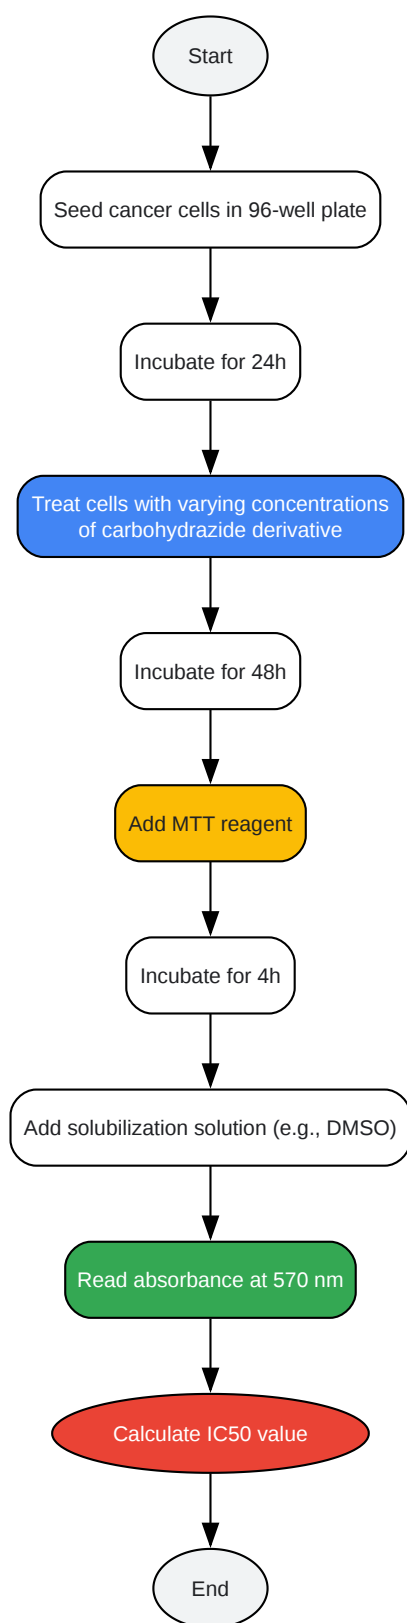 Start
Seed cancer cells in 96-well plate
Incubate for 24h
Treat cells with varying concentrations
of carbohydrazide derivative
Incubate for 48h
Add MTT reagent
Incubate for 4h
Add solubilization solution (e.g., DMSO)
Read absorbance at 570 nm
Calculate IC50 value
End